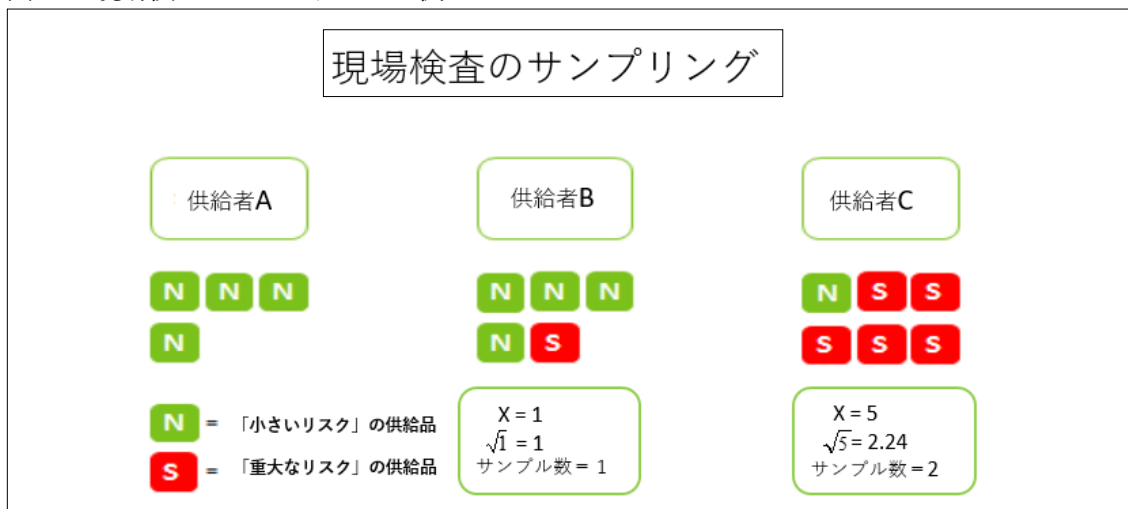 現場検査のサンプリング
供給者A
供給者B
供給者C
N N N
N
N N N
N S
N S S
S S S
N = 「小さいリスク」の供給品
S = 「重大なリスク」の供給品
X = 1
√1 = 1
サンプル数 = 1
X = 5
√5 = 2.24
サンプル数 = 2